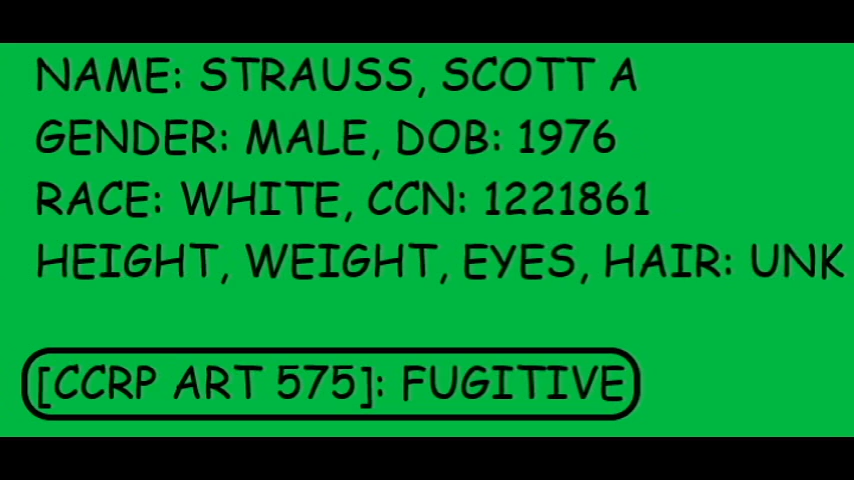 NAME: STRAUSS, SCOTT A
GENDER: MALE, DOB: 1976
RACE: WHITE, CCN: 1221861
HEIGHT, WEIGHT, EYES, HAIR: UNK
[CCRP ART 575]: FUGITIVE